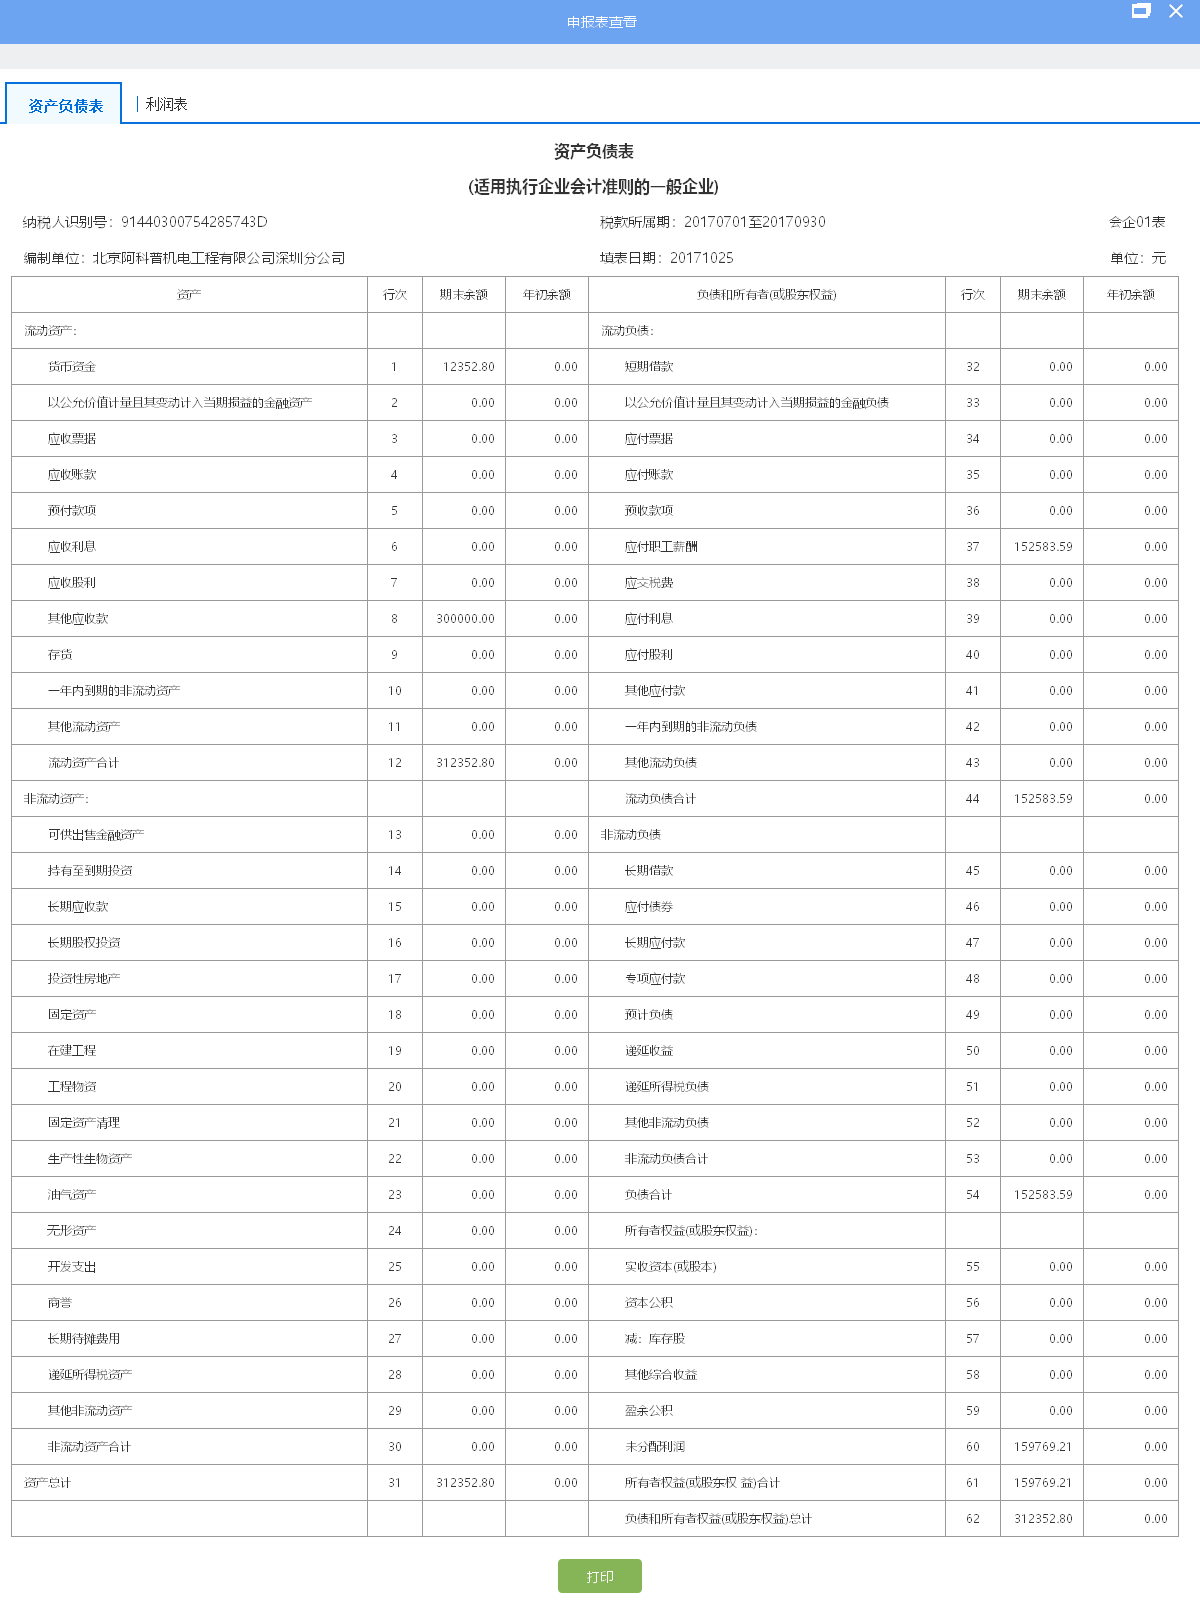 申报表查看
资产负债表 | 利润表
资产负债表
(适用执行企业会计准则的一般企业)
纳税人识别号：91440300754285743D 税款所属期：20170701至20170930 会企01表
编制单位：北京阿科普机电工程有限公司深圳分公司 填表日期：20171025 单位：元
资产 行次 期末余额 年初余额 负债和所有者(或股东权益) 行次 期末余额 年初余额
流动资产： 流动负债：
货币资金 1 12352.80 0.00 短期借款 32 0.00 0.00
以公允价值计量且其变动计入当期损益的金融资产 2 0.00 0.00 以公允价值计量且其变动计入当期损益的金融负债 33 0.00 0.00
应收票据 3 0.00 0.00 应付票据 34 0.00 0.00
应收账款 4 0.00 0.00 应付账款 35 0.00 0.00
预付款项 5 0.00 0.00 预收款项 36 0.00 0.00
应收利息 6 0.00 0.00 应付职工薪酬 37 152583.59 0.00
应收股利 7 0.00 0.00 应交税费 38 0.00 0.00
其他应收款 8 300000.00 0.00 应付利息 39 0.00 0.00
存货 9 0.00 0.00 应付股利 40 0.00 0.00
一年内到期的非流动资产 10 0.00 0.00 其他应付款 41 0.00 0.00
其他流动资产 11 0.00 0.00 一年内到期的非流动负债 42 0.00 0.00
流动资产合计 12 312352.80 0.00 其他流动负债 43 0.00 0.00
非流动资产： 流动负债合计 44 152583.59 0.00
可供出售金融资产 13 0.00 0.00 非流动负债
持有至到期投资 14 0.00 0.00 长期借款 45 0.00 0.00
长期应收款 15 0.00 0.00 应付债券 46 0.00 0.00
长期股权投资 16 0.00 0.00 长期应付款 47 0.00 0.00
投资性房地产 17 0.00 0.00 专项应付款 48 0.00 0.00
固定资产 18 0.00 0.00 预计负债 49 0.00 0.00
在建工程 19 0.00 0.00 递延收益 50 0.00 0.00
工程物资 20 0.00 0.00 递延所得税负债 51 0.00 0.00
固定资产清理 21 0.00 0.00 其他非流动负债 52 0.00 0.00
生产性生物资产 22 0.00 0.00 非流动负债合计 53 0.00 0.00
油气资产 23 0.00 0.00 负债合计 54 152583.59 0.00
无形资产 24 0.00 0.00 所有者权益(或股东权益)：
开发支出 25 0.00 0.00 实收资本(或股本) 55 0.00 0.00
商誉 26 0.00 0.00 资本公积 56 0.00 0.00
长期待摊费用 27 0.00 0.00 减：库存股 57 0.00 0.00
递延所得税资产 28 0.00 0.00 其他综合收益 58 0.00 0.00
其他非流动资产 29 0.00 0.00 盈余公积 59 0.00 0.00
非流动资产合计 30 0.00 0.00 未分配利润 60 159769.21 0.00
资产总计 31 312352.80 0.00 所有者权益(或股东权 益)合计 61 159769.21 0.00
负债和所有者权益(或股东权益)总计 62 312352.80 0.00
打印